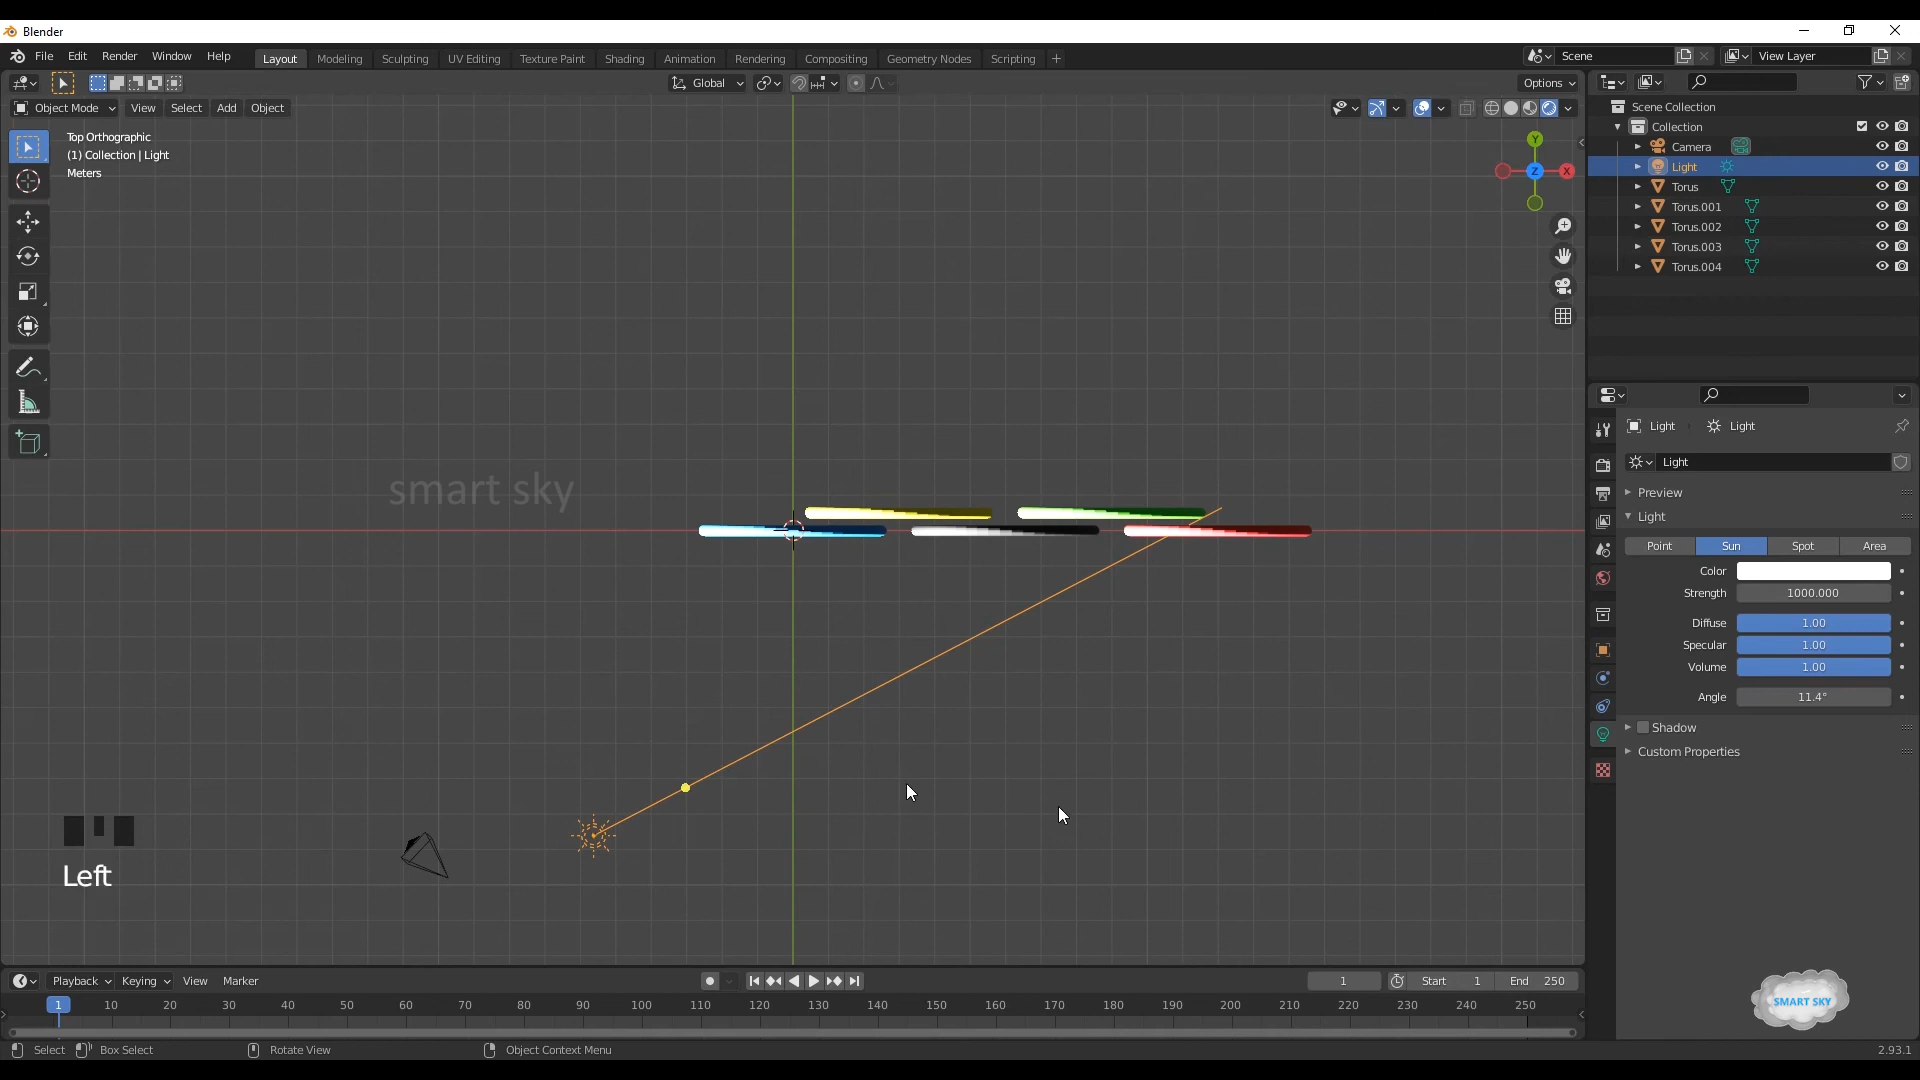 Blender
File Edit Render Window Help
Layout Modeling Sculpting UV Editing Texture Paint Shading Animation Rendering Compositing Geometry Nodes Scripting +
Scene
View Layer
Global
Options
Object Mode View Select Add Object
Top Orthographic
(1) Collection | Light
Meters
Y
X
Z
Scene Collection
Collection
Camera
Light
Torus
Torus.001
Torus.002
Torus.003
Torus.004
Light Light
Light
Preview
Light
Point Sun Spot Area
Color
Strength 1000.000
Diffuse 1.00
Specular 1.00
Volume 1.00
Angle 11.4°
Shadow
Custom Properties
smart sky
Left
Playback Keying View Marker
1 Start 1 End 250
1 10 20 30 40 50 60 70 80 90 100 110 120 130 140 150 160 170 180 190 200 210 220 230 240 250
SMART SKY
Select Box Select Rotate View Object Context Menu 2.93.1